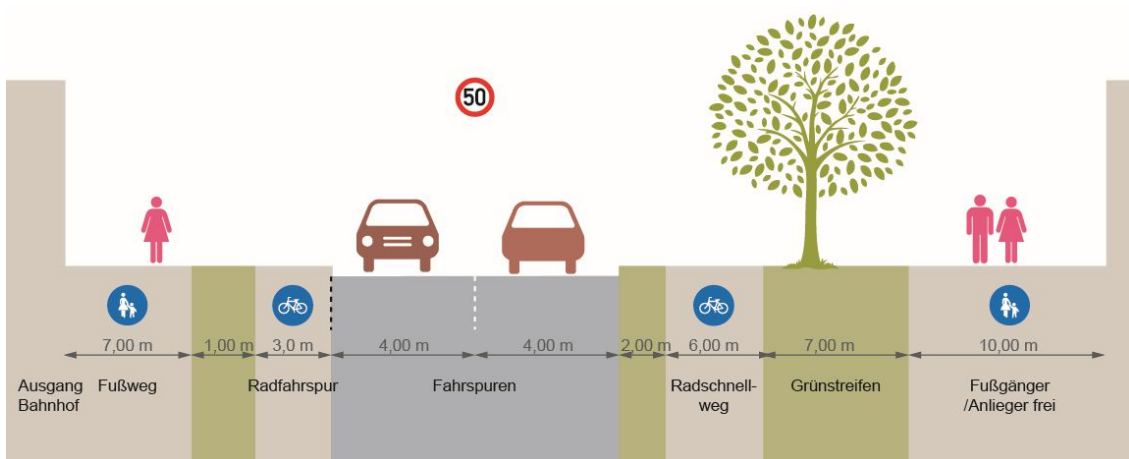 50
7,00 m
1,00 m
3,0 m
4,00 m
4,00 m
2,00 m
6,00 m
7,00 m
10,00 m
Ausgang
Bahnhof
Fußweg
Radfahrspur
Fahrspuren
Radschnell-
weg
Grünstreifen
Fußgänger
/Anlieger frei